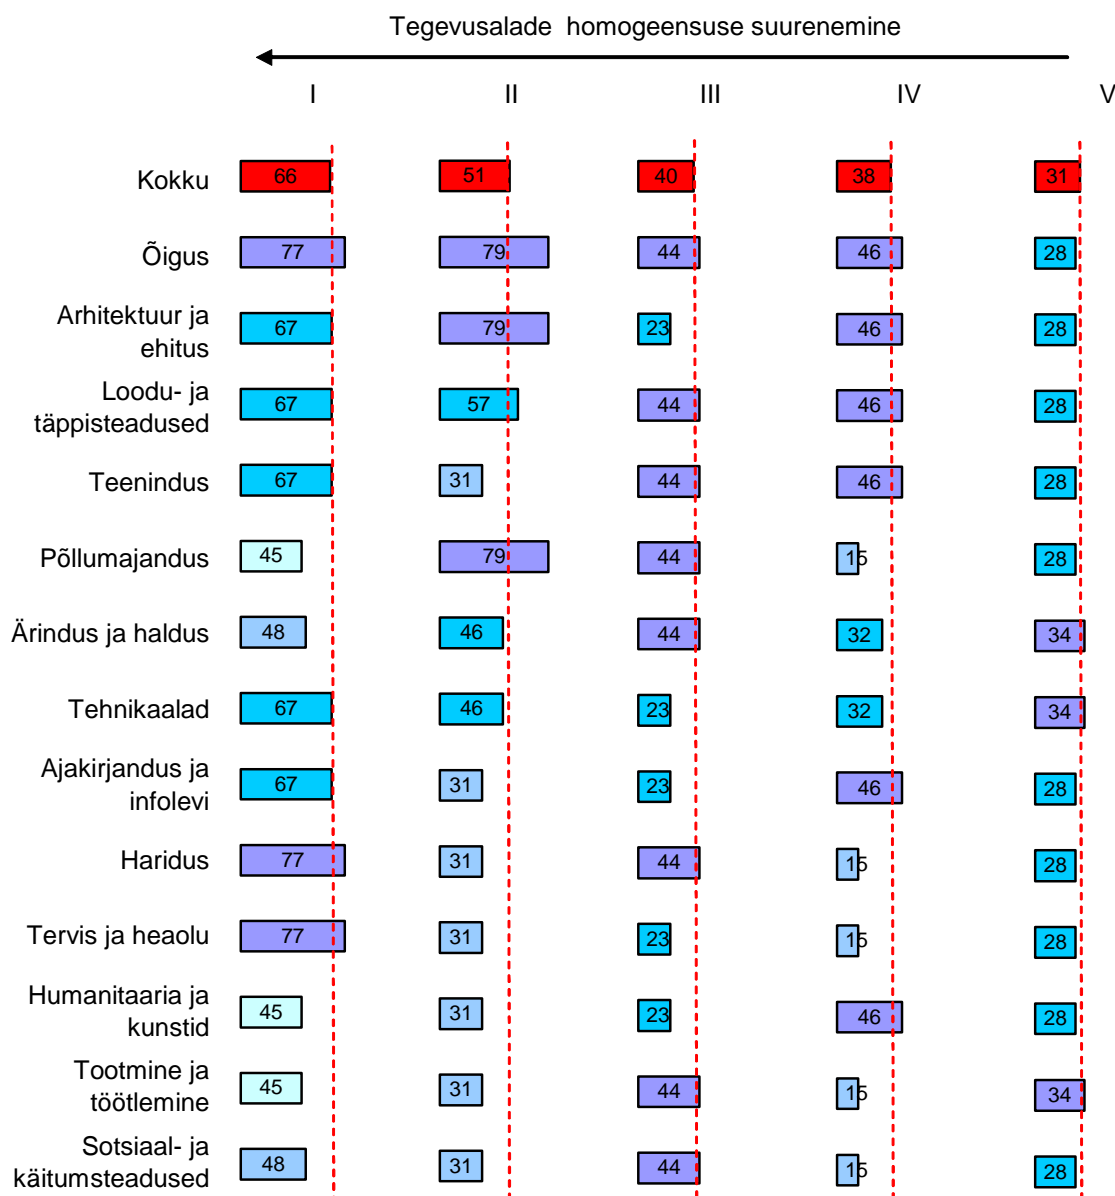 Tegevusalade homogeensuse suurenemine
I II III IV V
Kokku 66 51 40 38 31
Õigus 77 79 44 46 28
Arhitektuur ja
ehitus 67 79 23 46 28
Loodu- ja
täppisteadused 67 57 44 46 28
Teenindus 67 31 44 46 28
Põllumajandus 45 79 44 15 28
Ärindus ja haldus 48 46 44 32 34
Tehnikaalad 67 46 23 32 34
Ajakirjandus ja
infolevi 67 31 23 46 28
Haridus 77 31 44 15 28
Tervis ja heaolu 77 31 23 15 28
Humanitaaria ja
kunstid 45 31 23 46 28
Tootmine ja
töötlemine 45 31 44 15 34
Sotsiaal- ja
käitumsteadused 48 31 44 15 28